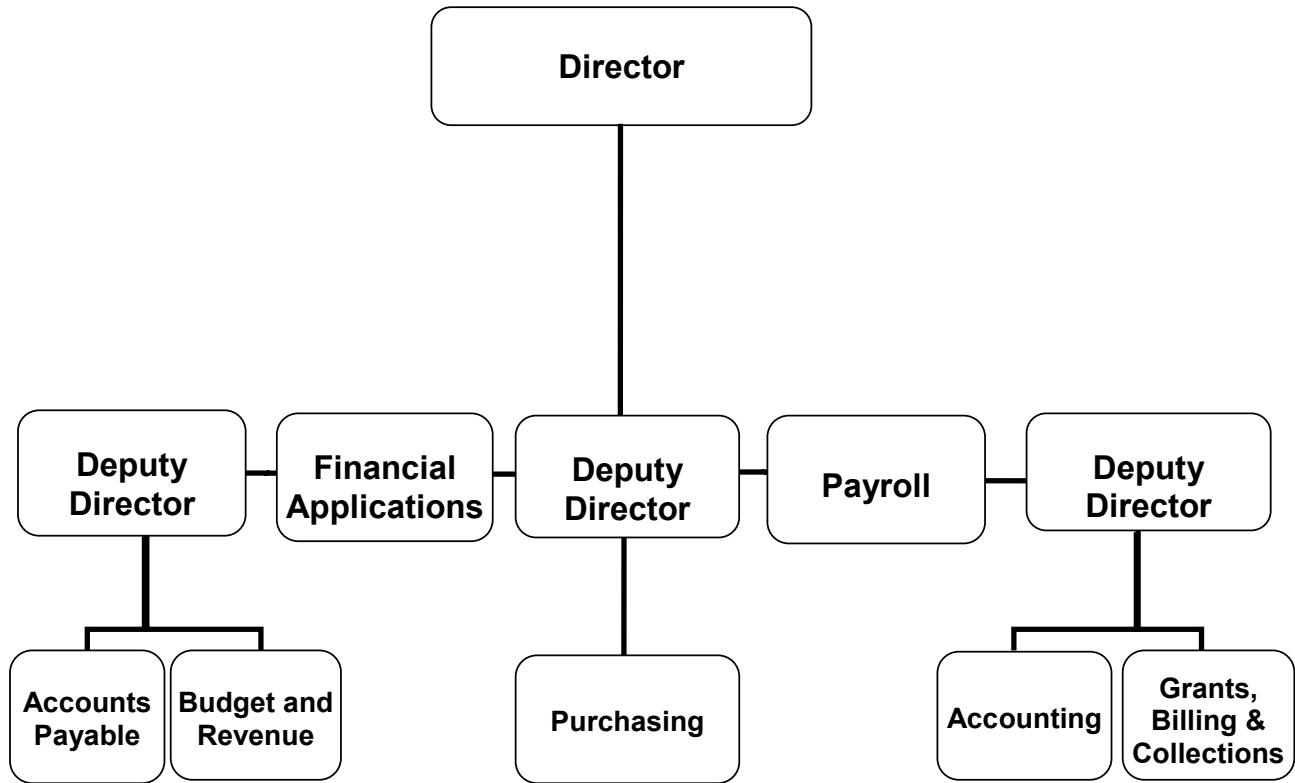 Director
Deputy
Director
Financial
Applications
Deputy
Director
Payroll
Deputy
Director
Accounts
Payable
Budget and
Revenue
Purchasing
Accounting
Grants,
Billing &
Collections